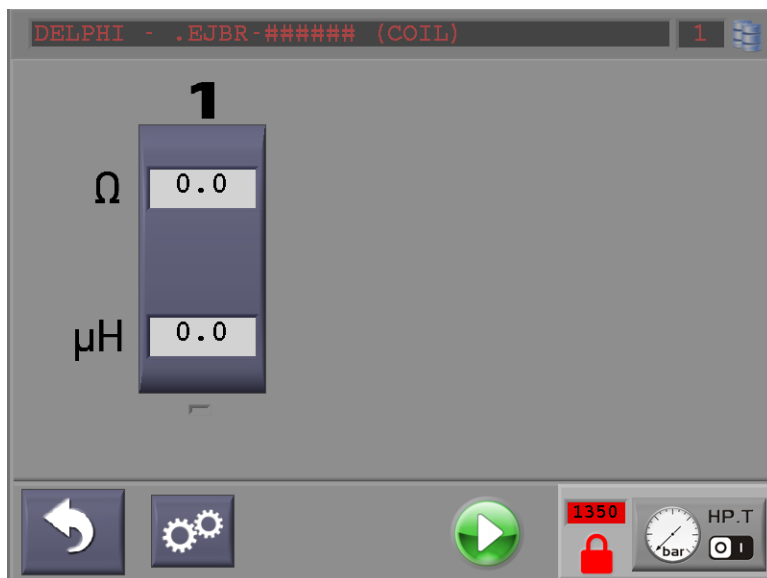 DELPHI - .EJBR-###### (COIL) 1
1
Ω 0.0
µH 0.0
1350
HP.T
bar
O I